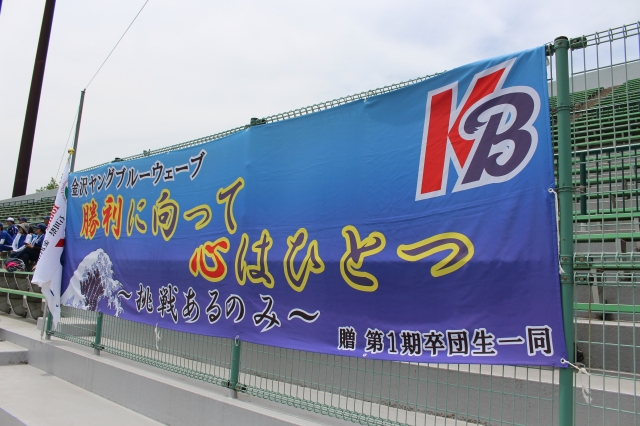 金沢ヤングブルーウェーブ
KB
勝利に向って
心はひとつ
～挑戦あるのみ～
贈 第1期卒団生一同